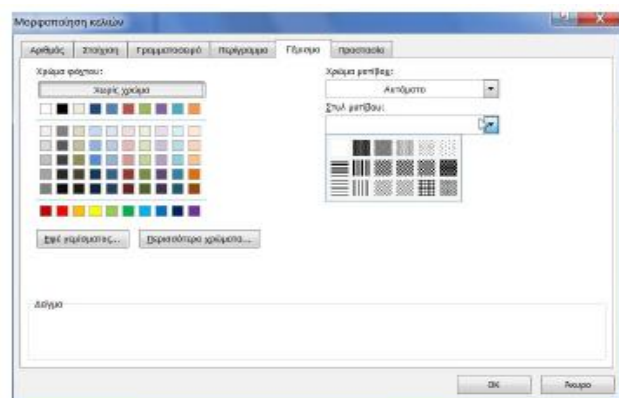 Μορφοποίηση κελιών
Αριθμός Στοίχιση Γραμματοσειρά Περίγραμμα Γέμισμα Προστασία
Χρώμα φόντου: Χρώμα μοτίβου:
Χωρίς χρώμα Αυτόματο
Στυλ μοτίβου:
Εφέ γεμίσματος... Περισσότερα χρώματα...
Δείγμα
OK Άκυρο